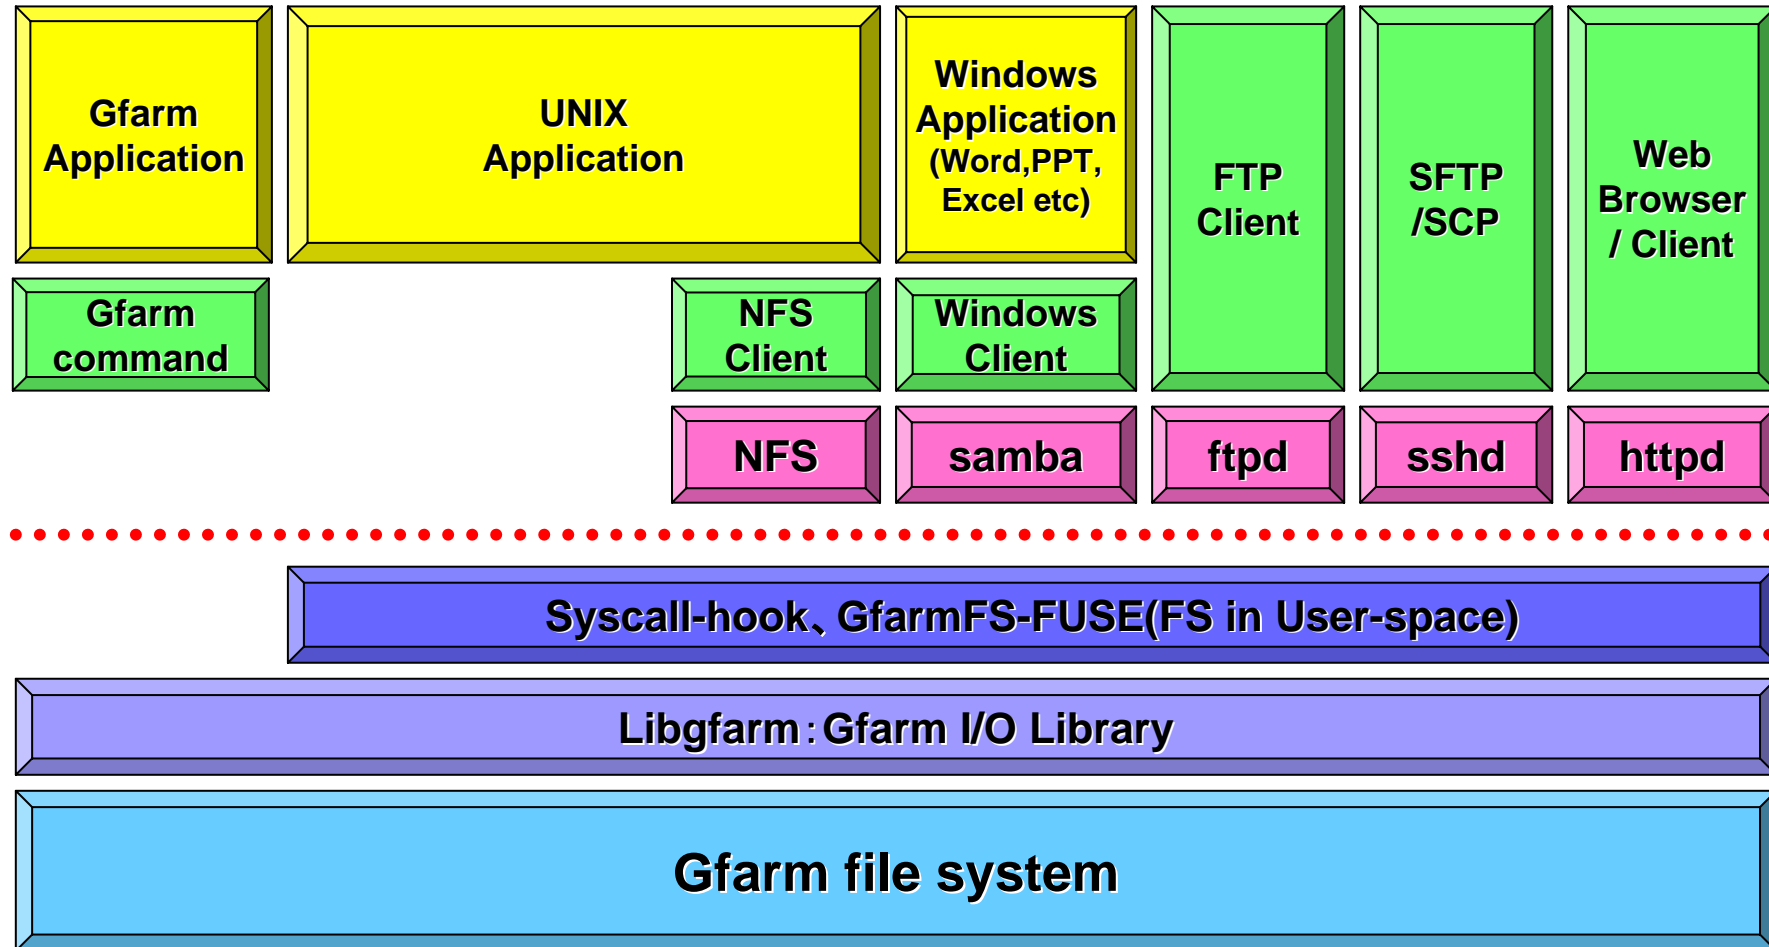 Gfarm
Application
UNIX
Application
Windows
Application
(Word,PPT,
Excel etc)
FTP
Client
SFTP
/SCP
Web
Browser
/ Client
Gfarm
command
NFS
Client
Windows
Client
NFS
samba
ftpd
sshd
httpd
Syscall-hook、GfarmFS-FUSE(FS in User-space)
Libgfarm：Gfarm I/O Library
Gfarm file system